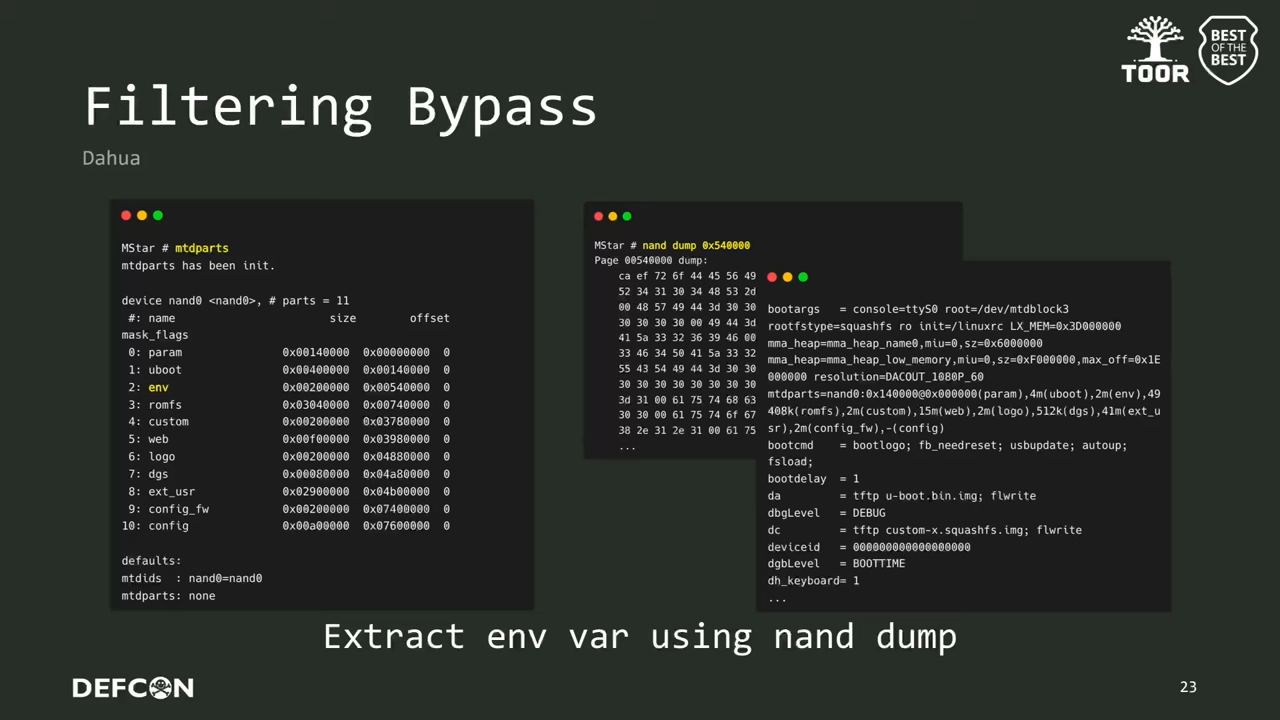 TOOR
BEST
OF THE
BEST
Filtering Bypass
Dahua
MStar # mtdparts
mtdparts has been init.
device nand0 <nand0>, # parts = 11
#: name size offset
mask_flags
0: param 0x00140000 0x00000000 0
1: uboot 0x00400000 0x00140000 0
2: env 0x00200000 0x00540000 0
3: romfs 0x03040000 0x00740000 0
4: custom 0x00200000 0x03780000 0
5: web 0x00f00000 0x03980000 0
6: logo 0x00200000 0x04880000 0
7: dgs 0x00080000 0x04a80000 0
8: ext_usr 0x02900000 0x04b00000 0
9: config_fw 0x00200000 0x07400000 0
10: config 0x00a00000 0x07600000 0
defaults:
mtdids : nand0=nand0
mtdparts: none
MStar # nand dump 0x540000
Page 00540000 dump:
ca ef 72 6f 44 45 56 49
52 34 31 30 34 48 53 2d
00 48 57 49 44 3d 30 30
30 30 30 30 00 49 44 3d
41 5a 33 32 36 39 46 00
33 46 34 50 41 5a 33 32
55 43 54 49 44 3d 30 30
30 30 30 30 30 30 30 30
3d 31 00 61 75 74 68 63
30 30 00 61 75 74 6f 67
38 2e 31 2e 31 00 61 75
...
bootargs = console=ttyS0 root=/dev/mtdblock3
rootfstype=squashfs ro init=/linuxrc LX_MEM=0x3D000000
mma_heap=mma_heap_name0,miu=0,sz=0x6000000
mma_heap=mma_heap_low_memory,miu=0,sz=0xF000000,max_off=0x1E
000000 resolution=DACOUT_1080P_60
mtdparts=nand0:0x140000@0x000000(param),4m(uboot),2m(env),49
408k(romfs),2m(custom),15m(web),2m(logo),512k(dgs),41m(ext_u
sr),2m(config_fw),-(config)
bootcmd = bootlogo; fb_needreset; usbupdate; autoup;
fsload;
bootdelay = 1
da = tftp u-boot.bin.img; flwrite
dbgLevel = DEBUG
dc = tftp custom-x.squashfs.img; flwrite
deviceid = 000000000000000000
dgbLevel = BOOTTIME
dh_keyboard= 1
...
Extract env var using nand dump
DEFCON
23